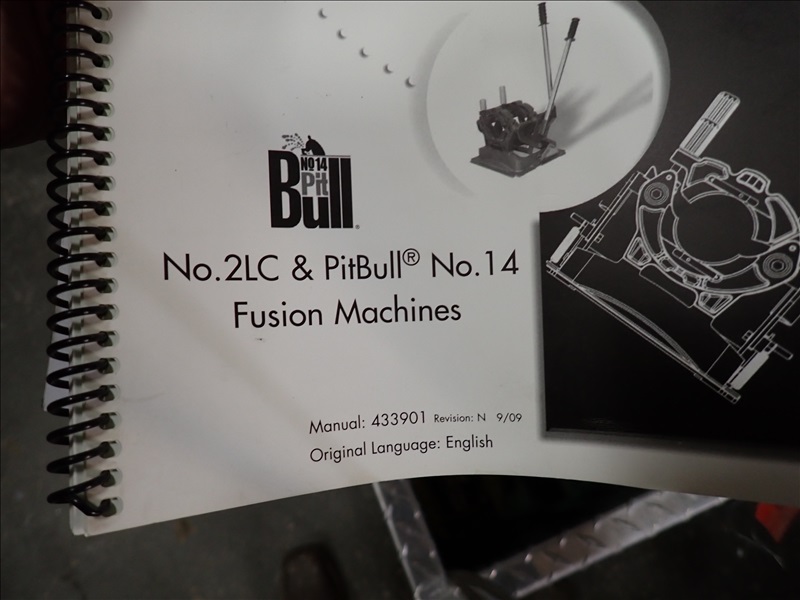 No14
Pit
Bull®
No.2LC & PitBull® No.14
Fusion Machines
Manual: 433901 Revision: N 9/09
Original Language: English